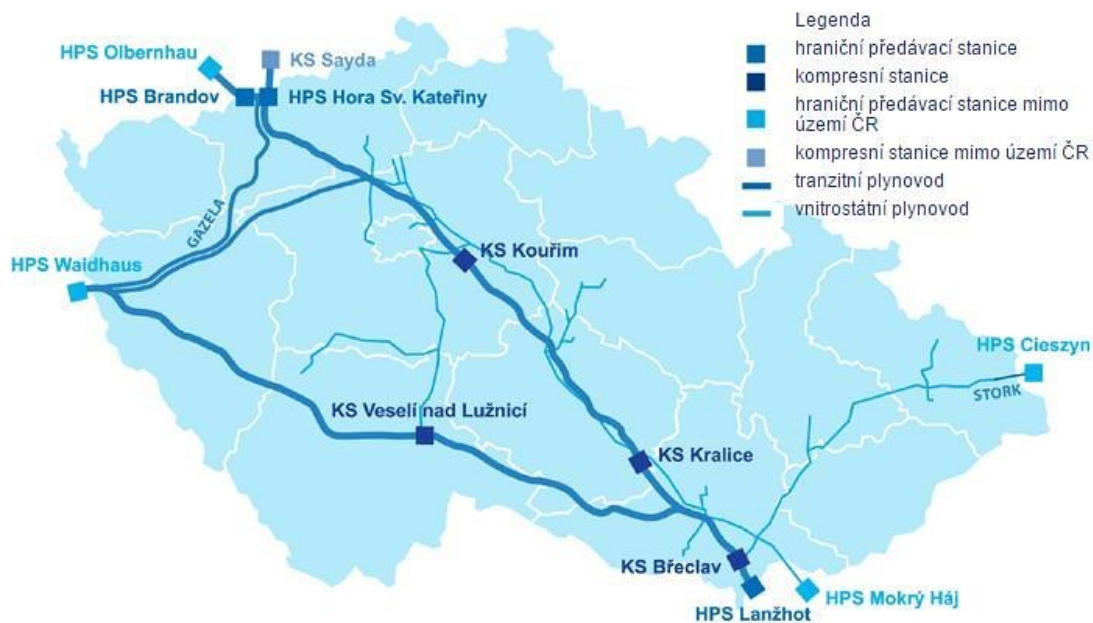 Legenda
hraniční předávací stanice
kompresní stanice
hraniční předávací stanice mimo
území ČR
kompresní stanice mimo území ČR
tranzitní plynovod
vnitrostátní plynovod
HPS Olbernhau
KS Sayda
HPS Brandov
HPS Hora Sv. Kateřiny
GAZELA
KS Kouřim
HPS Waidhaus
HPS Cieszyn
STORK
KS Veselí nad Lužnicí
KS Kralice
KS Břeclav
HPS Lanžhot
HPS Mokrý Háj